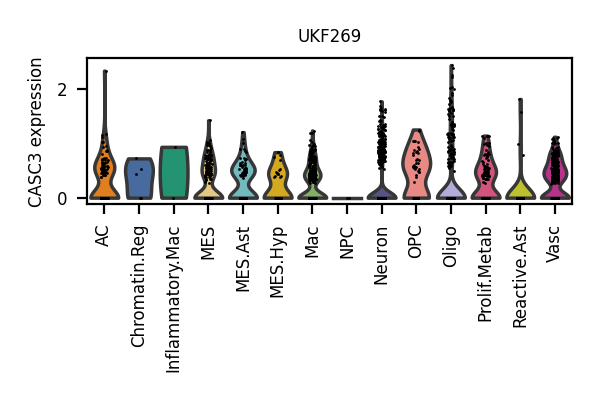 UKF269
CASC3 expression
2
0
AC
Chromatin.Reg
Inflammatory.Mac
MES
MES.Ast
MES.Hyp
Mac
NPC
Neuron
OPC
Oligo
Prolif.Metab
Reactive.Ast
Vasc